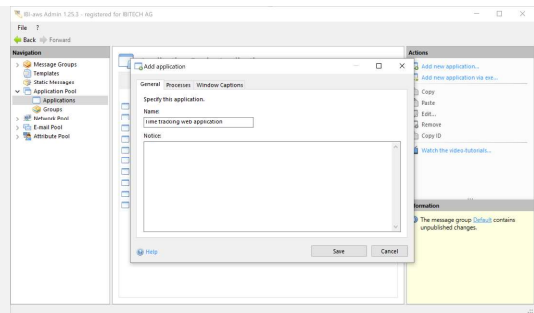 IBI-aws Admin 1.25.3 - registered for IBITECH AG
File ?
Back Forward
Navigation
Message Groups
Templates
Static Messages
Application Pool
Applications
Groups
Network Pool
E-mail Pool
Attribute Pool
Add application
General Processes Window Captions
Specify this application.
Name:
Time tracking web application
Notice:
Help
Save Cancel
Actions
Add new application...
Add new application via exe...
Copy
Paste
Edit...
Remove
Copy ID
Watch the video-tutorials...
formation
The message group Default contains
unpublished changes.